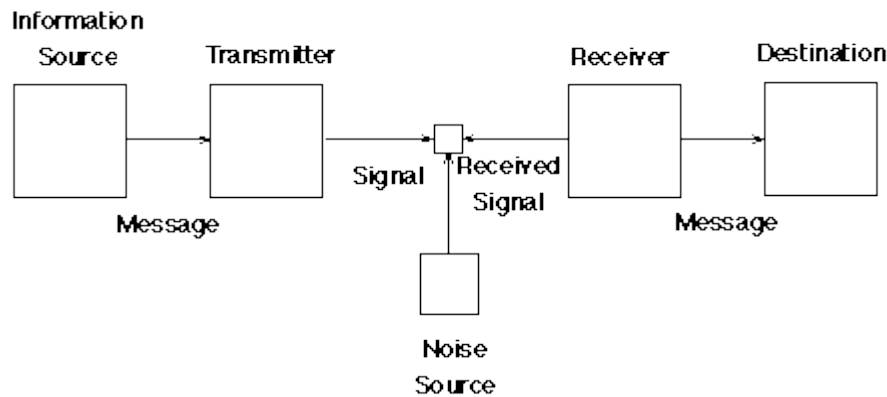 Information
Source
Transmitter
Receiver
Destination
Signal
Received
Signal
Message
Message
Noise
Source